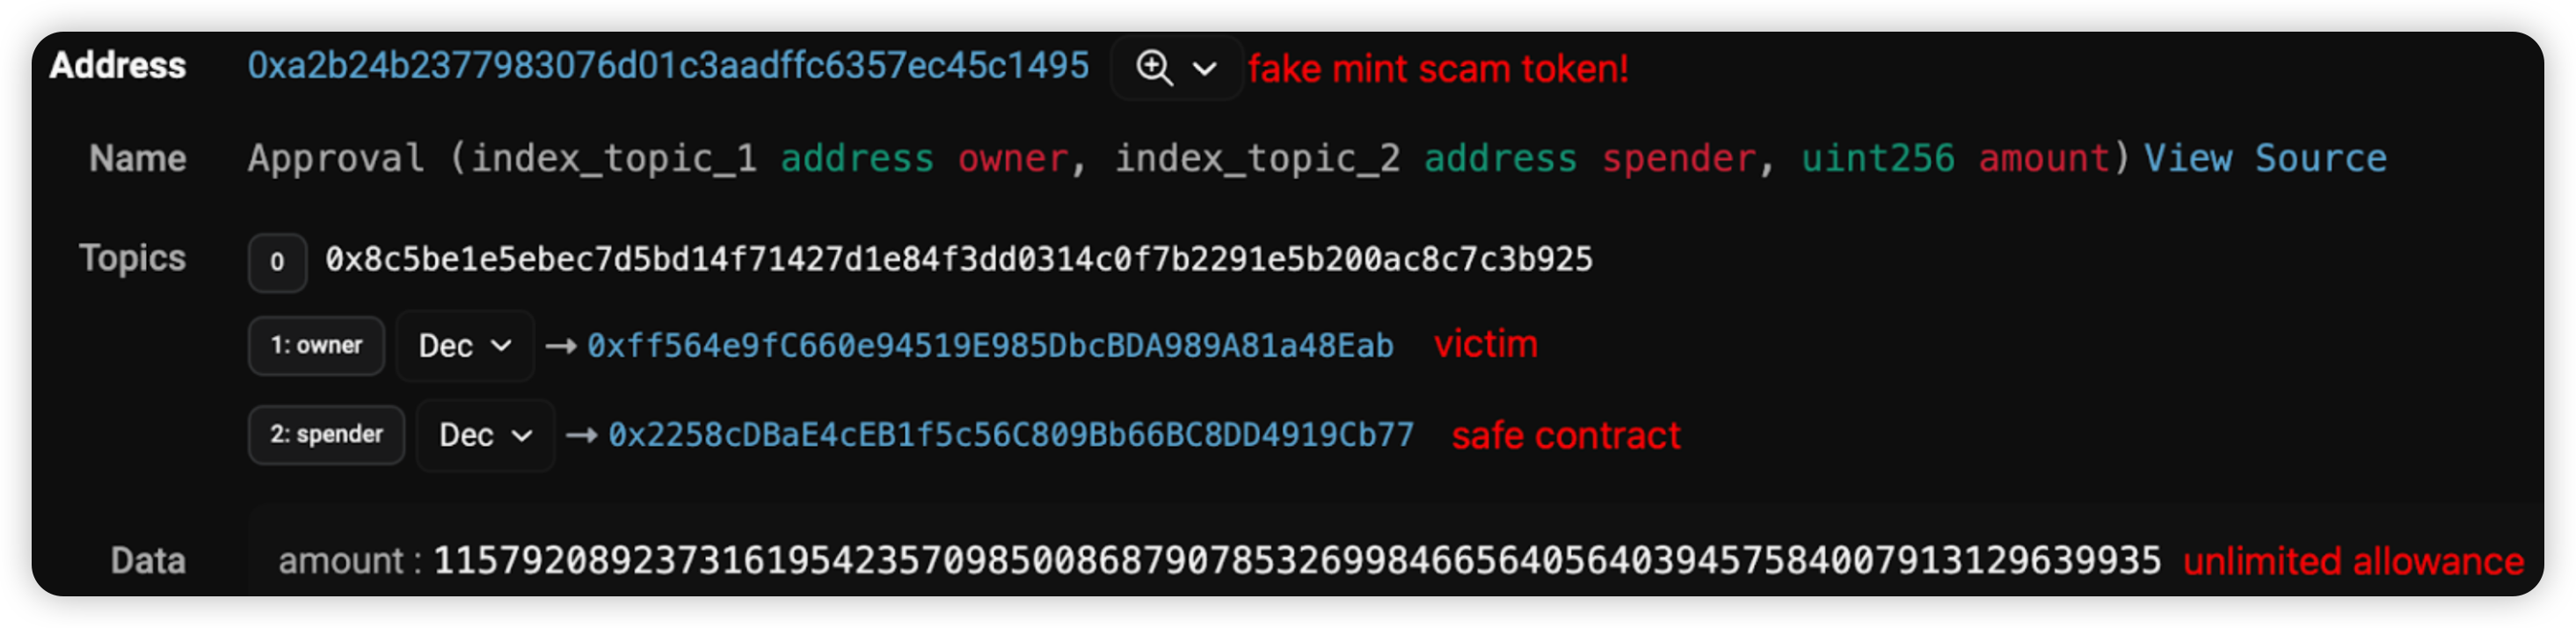 Address 0xa2b24b2377983076d01c3aadffc6357ec45c1495 fake mint scam token!
Name Approval (index_topic_1 address owner, index_topic_2 address spender, uint256 amount) View Source
Topics 0 0x8c5be1e5ebec7d5bd14f71427d1e84f3dd0314c0f7b2291e5b200ac8c7c3b925
1: owner Dec → 0xff564e9fC660e94519E985DbcBDA989A81a48Eab victim
2: spender Dec → 0x2258cDBaE4cEB1f5c56C809Bb66BC8DD4919Cb77 safe contract
Data amount : 115792089237316195423570985008687907853269984665640564039457584007913129639935 unlimited allowance